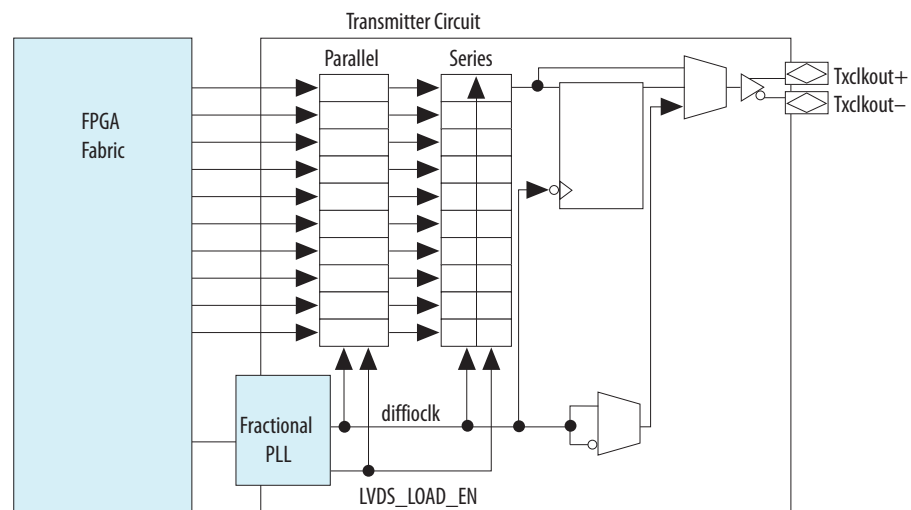 Transmitter Circuit
Parallel
Series
Txclkout+
Txclkout–
FPGA
Fabric
Fractional
PLL
diffioclk
LVDS_LOAD_EN